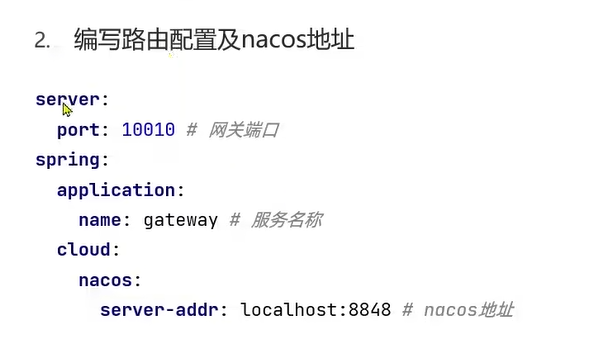 2. 编写路由配置及nacos地址
server:
  port: 10010 # 网关端口
spring:
  application:
    name: gateway # 服务名称
  cloud:
    nacos:
      server-addr: localhost:8848 # nacos地址